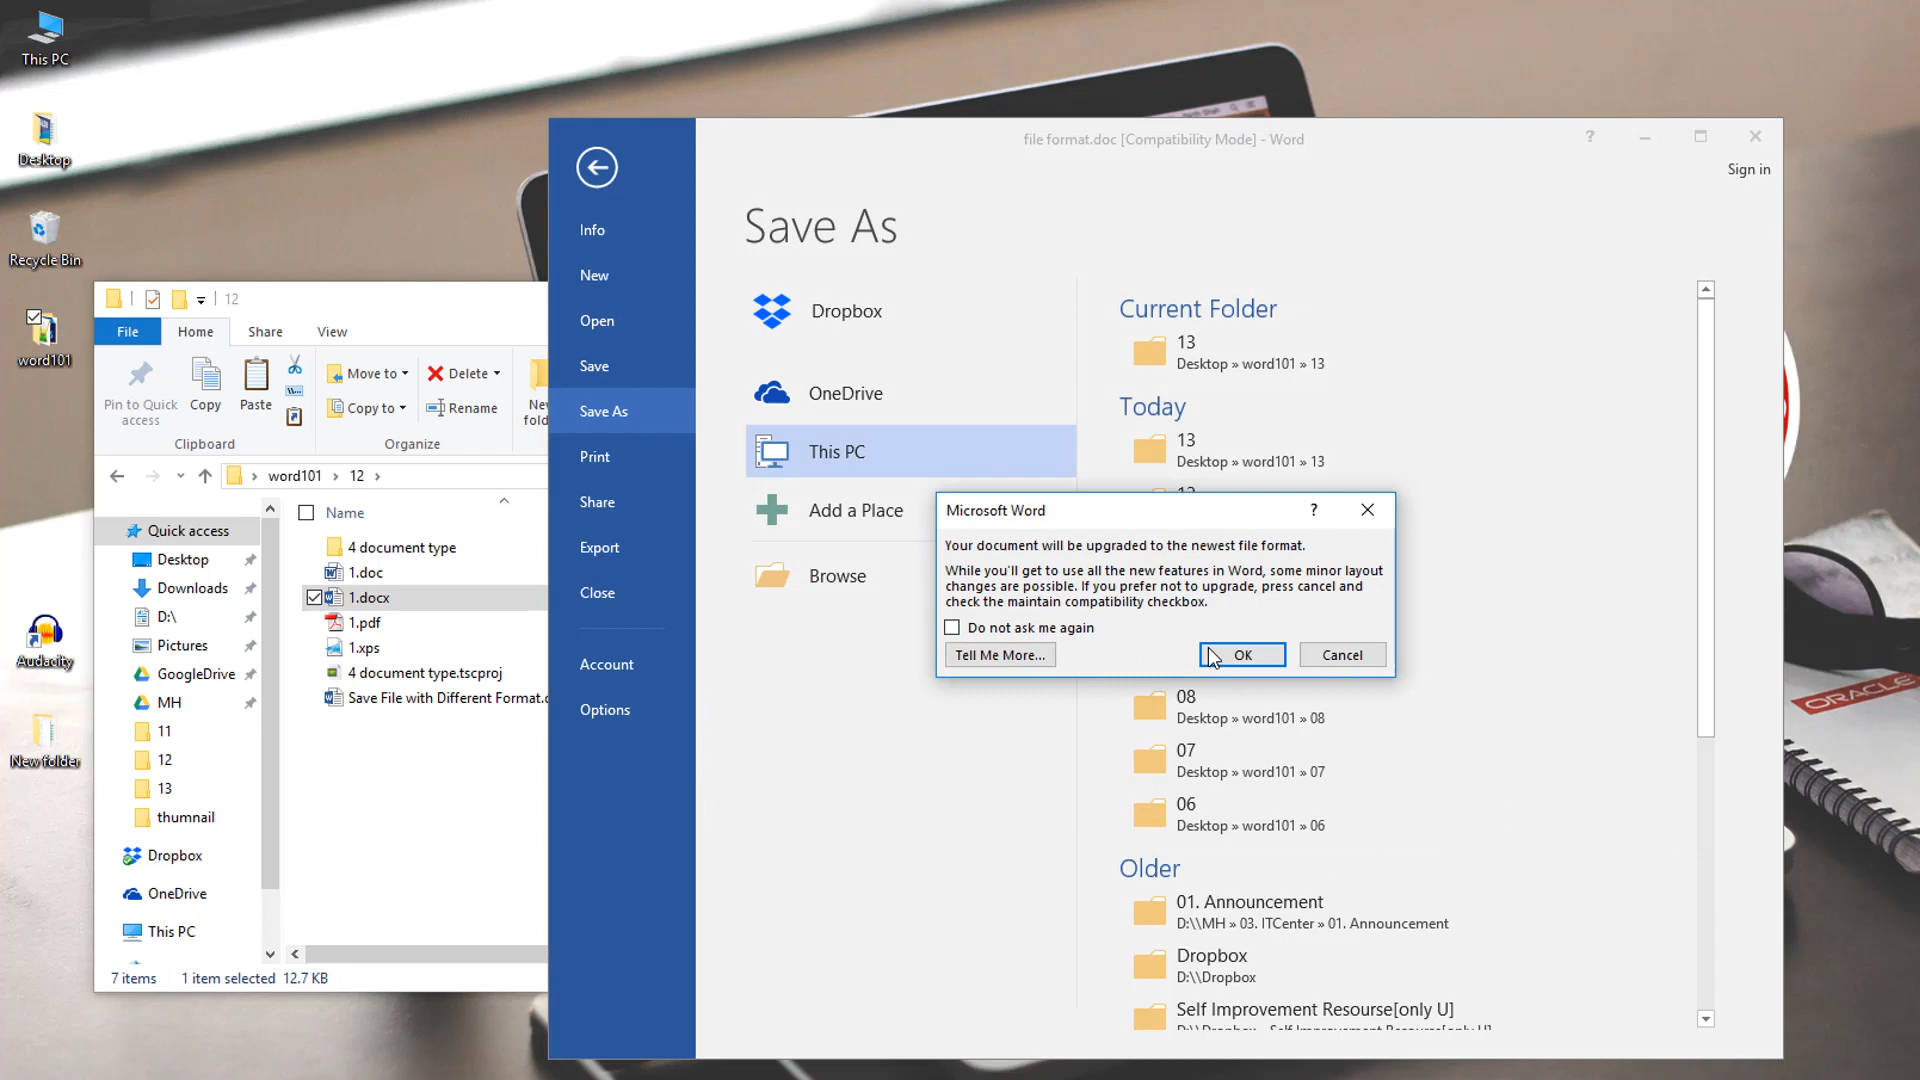 This PC
Desktop
Recycle Bin
word101
Audacity
New folder
12
File
Home
Share
View
Pin to Quick
access
Copy
Paste
Move to
Copy to
Delete
Rename
New
fold
Clipboard
Organize
word101
12
Name
Quick access
Desktop
Downloads
D:\
Pictures
GoogleDrive
MH
11
12
13
thumnail
Dropbox
OneDrive
This PC
4 document type
1.doc
1.docx
1.pdf
1.xps
4 document type.tscproj
Save File with Different Format.
7 items
1 item selected 12.7 KB
file format.doc [Compatibility Mode] - Word
?
Sign in
Info
New
Open
Save
Save As
Print
Share
Export
Close
Account
Options
Save As
Dropbox
OneDrive
This PC
Add a Place
Browse
Current Folder
13
Desktop » word101 » 13
Today
13
Desktop » word101 » 13
Microsoft Word
?
Your document will be upgraded to the newest file format.
While you'll get to use all the new features in Word, some minor layout
changes are possible. If you prefer not to upgrade, press cancel and
check the maintain compatibility checkbox.
Do not ask me again
Tell Me More...
OK
Cancel
08
Desktop » word101 » 08
07
Desktop » word101 » 07
06
Desktop » word101 » 06
Older
01. Announcement
D:\\MH » 03. ITCenter » 01. Announcement
Dropbox
D:\\Dropbox
Self Improvement Resourse[only U]
ORACLE